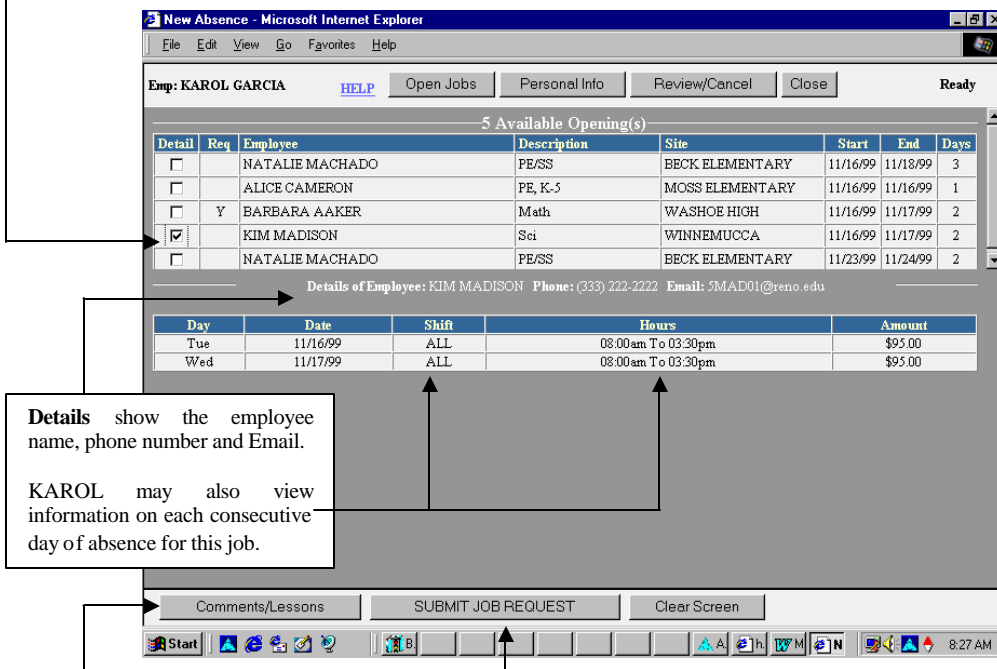 New Absence - Microsoft Internet Explorer
File Edit View Go Favorites Help
Emp: KAROL GARCIA HELP Open Jobs Personal Info Review/Cancel Close Ready
5 Available Opening(s)
Detail Req Employee Description Site Start End Days
NATALIE MACHADO PE/SS BECK ELEMENTARY 11/16/99 11/18/99 3
ALICE CAMERON PE, K-5 MOSS ELEMENTARY 11/16/99 11/16/99 1
Y BARBARA AAKER Math WASHOE HIGH 11/16/99 11/17/99 2
KIM MADISON Sci WINNEMUCCA 11/16/99 11/17/99 2
NATALIE MACHADO PE/SS BECK ELEMENTARY 11/23/99 11/24/99 2
Details of Employee: KIM MADISON Phone: (333) 222-2222 Email: 5MAD01@reno.edu
Day Date Shift Hours Amount
Tue 11/16/99 ALL 08:00am To 03:30pm $95.00
Wed 11/17/99 ALL 08:00am To 03:30pm $95.00
Details show the employee
name, phone number and Email.
KAROL may also view
information on each consecutive
day of absence for this job.
Comments/Lessons SUBMIT JOB REQUEST Clear Screen
Start B A h M N 8:27 AM